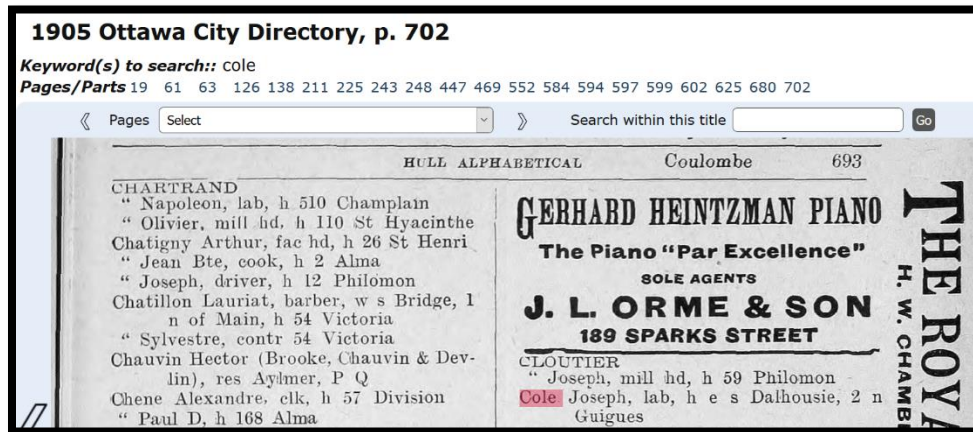 1905 Ottawa City Directory, p. 702
Keyword(s) to search:: cole
Pages/Parts 19 61 63 126 138 211 225 243 248 447 469 552 584 594 597 599 602 625 680 702
Pages Select Search within this title Go
HULL ALPHABETICAL Coulombe 693
CHARTRAND
" Napoleon, lab, h 510 Champlain
" Olivier, mill hd, h 110 St Hyacinthe
Chatigny Arthur, fac hd, h 26 St Henri
" Jean Bte, cook, h 2 Alma
" Joseph, driver, h 12 Philomon
Chatillon Lauriat, barber, w s Bridge, 1
n of Main, h 54 Victoria
" Sylvestre, contr 54 Victoria
Chauvin Hector (Brooke, Chauvin & Dev-
lin), res Aylmer, P Q
Chene Alexandre, clk, h 57 Division
" Paul D, h 168 Alma
GERHARD HEINTZMAN PIANO
The Piano "Par Excellence"
SOLE AGENTS
J. L. ORME & SON
189 SPARKS STREET
CLOUTIER
" Joseph, mill hd, h 59 Philomon
Cole Joseph, lab, h e s Dalhousie, 2 n
Guigues
THE ROYA
H. W. CHAMBE